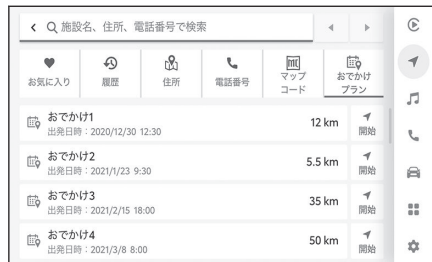 施設名、住所、電話番号で検索
お気に入り
履歴
住所
電話番号
マップ
コード
おでかけ
プラン
おでかけ1
出発日時：2020/12/30 12:30
12 km
開始
おでかけ2
出発日時：2021/1/23 9:30
5.5 km
開始
おでかけ3
出発日時：2021/2/15 18:00
35 km
開始
おでかけ4
出発日時：2021/3/8 8:00
50 km
開始